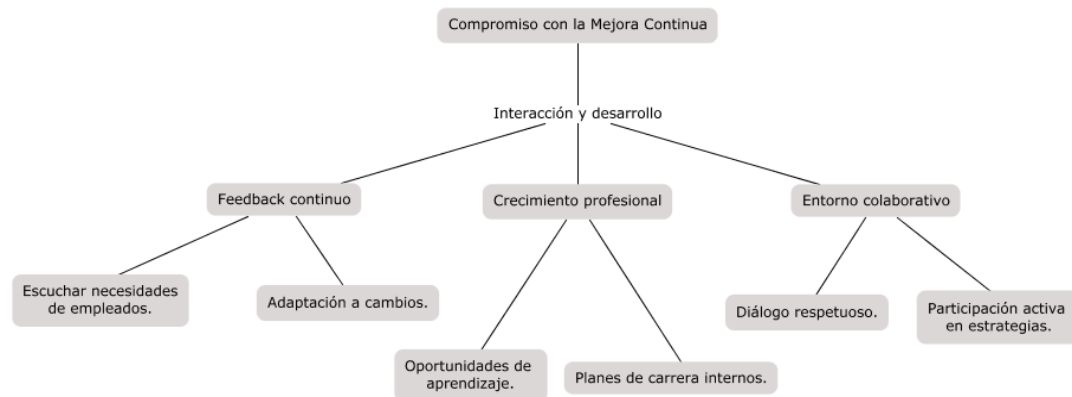 Compromiso con la Mejora Continua
Interacción y desarrollo
Feedback continuo
Crecimiento profesional
Entorno colaborativo
Escuchar necesidades
de empleados.
Adaptación a cambios.
Oportunidades de
aprendizaje.
Planes de carrera internos.
Diálogo respetuoso.
Participación activa
en estrategias.